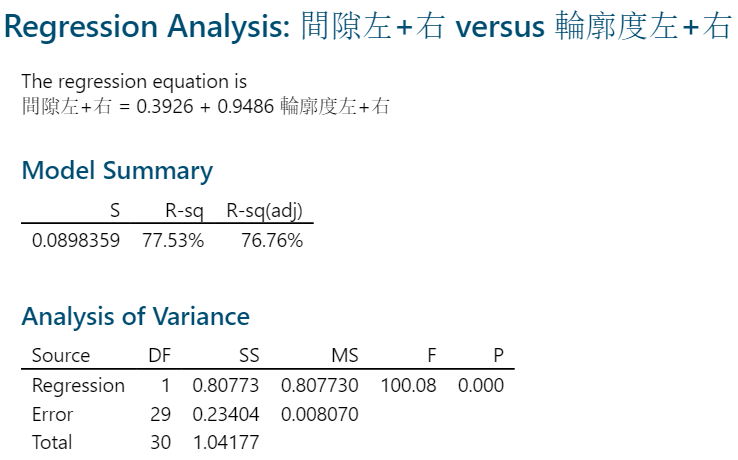 Regression Analysis: 間隙左+右 versus 輪廓度左+右
The regression equation is
間隙左+右 = 0.3926 + 0.9486 輪廓度左+右
Model Summary
S R-sq R-sq(adj)
0.0898359 77.53% 76.76%
Analysis of Variance
Source DF SS MS F P
Regression 1 0.80773 0.807730 100.08 0.000
Error 29 0.23404 0.008070
Total 30 1.04177